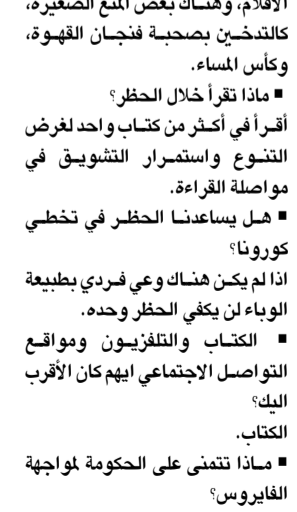 الأفلام، وهناك بعض المتع الصغيرة،
كالتدخين بصحبة فنجان القهوة،
وكأس المساء.
■ ماذا تقرأ خلال الحظر؟
أقرأ في أكثر من كتاب واحد لغرض
التنوع واستمرار التشويق في
مواصلة القراءة.
■ هل يساعدنا الحظر في تخطي
كورونا؟
اذا لم يكن هناك وعي فردي بطبيعة
الوباء لن يكفي الحظر وحده.
■ الكتاب والتلفزيون ومواقع
التواصل الاجتماعي ايهم كان الأقرب
اليك؟
الكتاب.
■ ماذا تتمنى على الحكومة لمواجهة
الفايروس؟